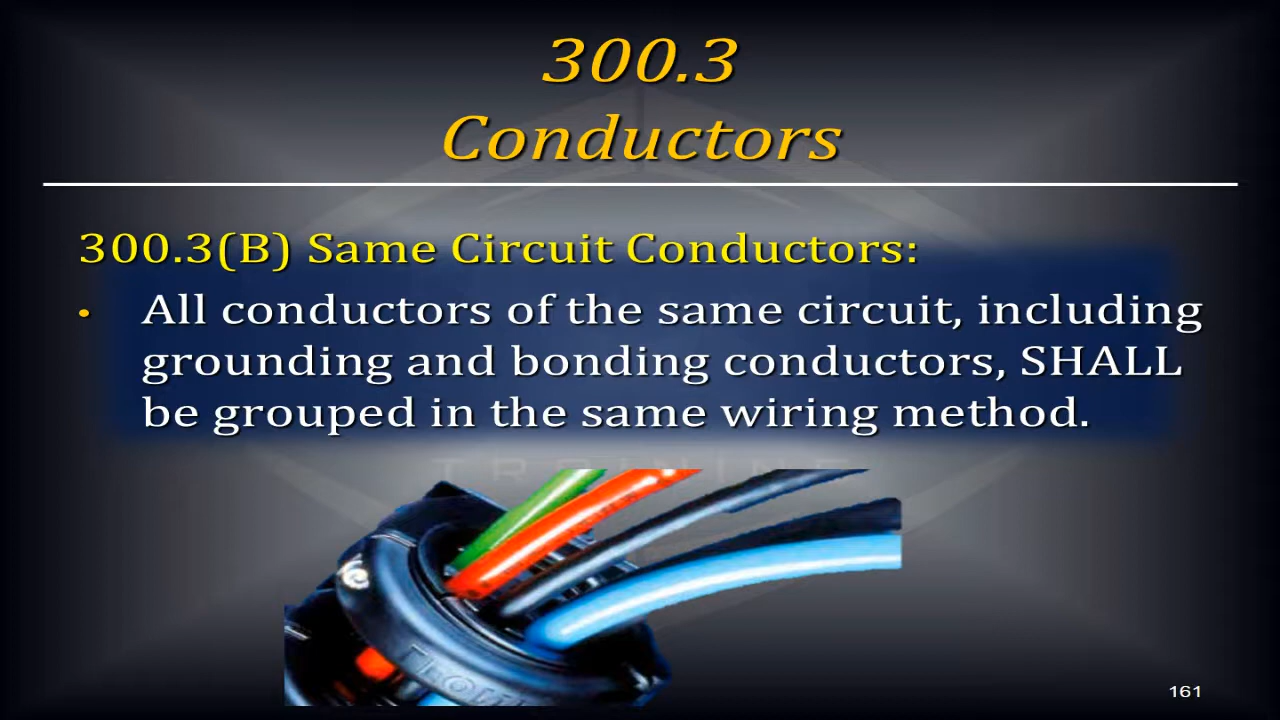 300.3
Conductors
300.3(B) Same Circuit Conductors:
• All conductors of the same circuit, including
grounding and bonding conductors, SHALL
be grouped in the same wiring method.
TRAINING
161